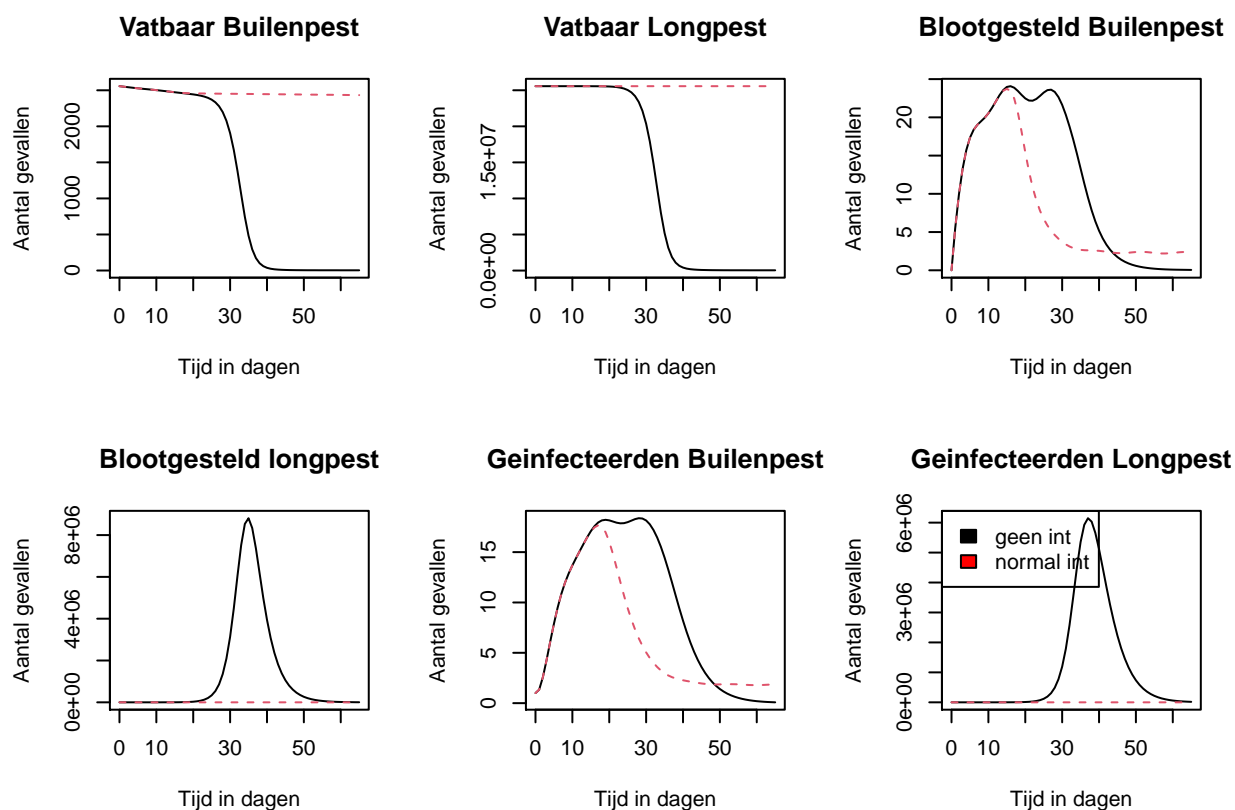 Vatbaar Builenpest
Aantal gevallen
0 1000 2000
0 10 30 50
Tijd in dagen
Vatbaar Longpest
Aantal gevallen
0.0e+00 1.5e+07
0 10 30 50
Tijd in dagen
Blootgesteld Builenpest
Aantal gevallen
0 5 10 20
0 10 30 50
Tijd in dagen
Blootgesteld longpest
Aantal gevallen
0e+00 4e+06 8e+06
0 10 30 50
Tijd in dagen
Geinfecteerden Builenpest
Aantal gevallen
0 5 10 15
0 10 30 50
Tijd in dagen
Geinfecteerden Longpest
Aantal gevallen
0e+00 3e+06 6e+06
geen int
normal int
0 10 30 50
Tijd in dagen